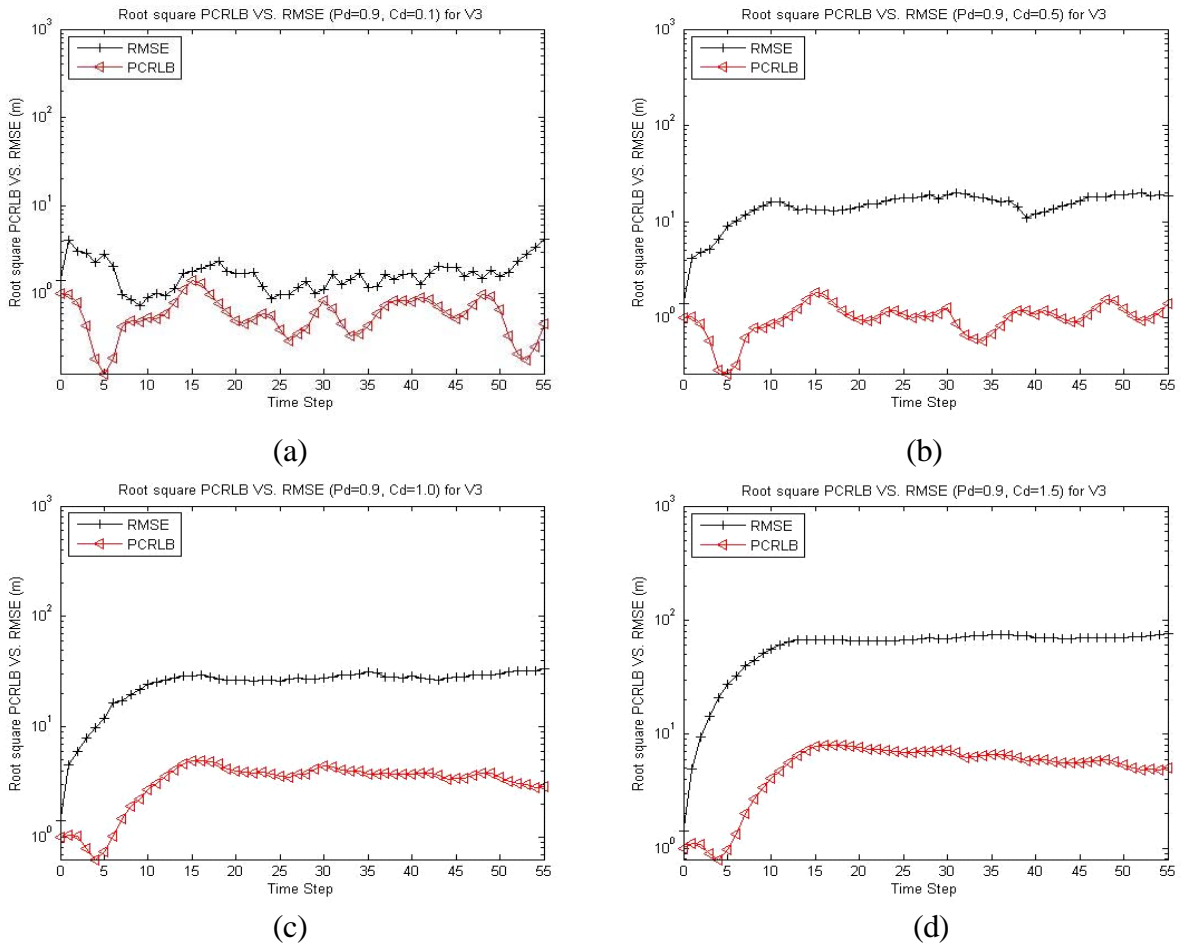 Root square PCRLB VS. RMSE (Pd=0.9, Cd=0.1) for V3
Root square PCRLB VS. RMSE (m)
10^3
10^2
10^1
10^0
RMSE
PCRLB
0 5 10 15 20 25 30 35 40 45 50 55
Time Step
(a)
Root square PCRLB VS. RMSE (Pd=0.9, Cd=0.5) for V3
Root square PCRLB VS. RMSE (m)
10^3
10^2
10^1
10^0
RMSE
PCRLB
0 5 10 15 20 25 30 35 40 45 50 55
Time Step
(b)
Root square PCRLB VS. RMSE (Pd=0.9, Cd=1.0) for V3
Root square PCRLB VS. RMSE (m)
10^3
10^2
10^1
10^0
RMSE
PCRLB
0 5 10 15 20 25 30 35 40 45 50 55
Time Step
(c)
Root square PCRLB VS. RMSE (Pd=0.9, Cd=1.5) for V3
Root square PCRLB VS. RMSE (m)
10^3
10^2
10^1
10^0
RMSE
PCRLB
0 5 10 15 20 25 30 35 40 45 50 55
Time Step
(d)